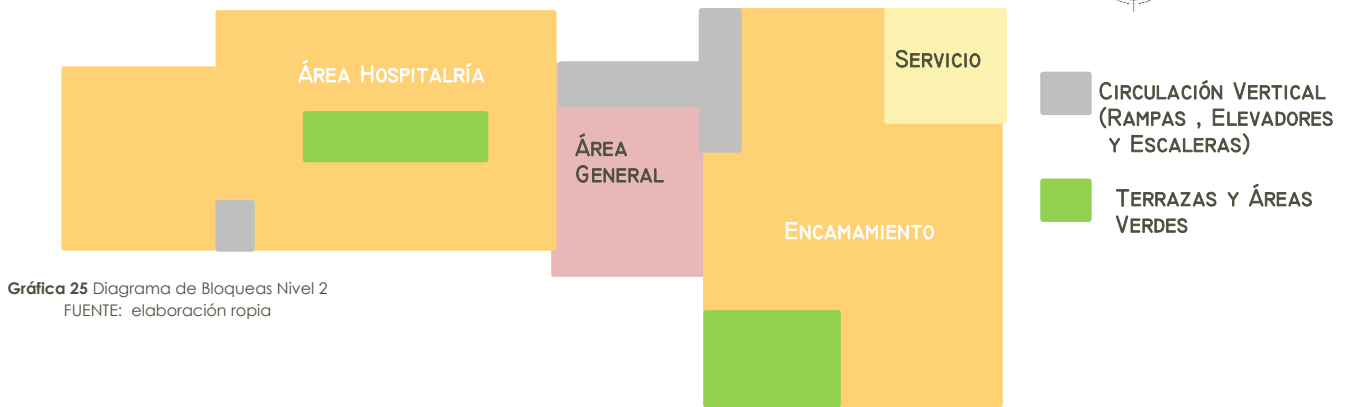 Área Hospitalría
Servicio
Área
General
Encamamiento
Circulación Vertical
(Rampas , Elevadores
y Escaleras)
Terrazas y Áreas
Verdes
Gráfica 25 Diagrama de Bloqueas Nivel 2
FUENTE: elaboración ropia